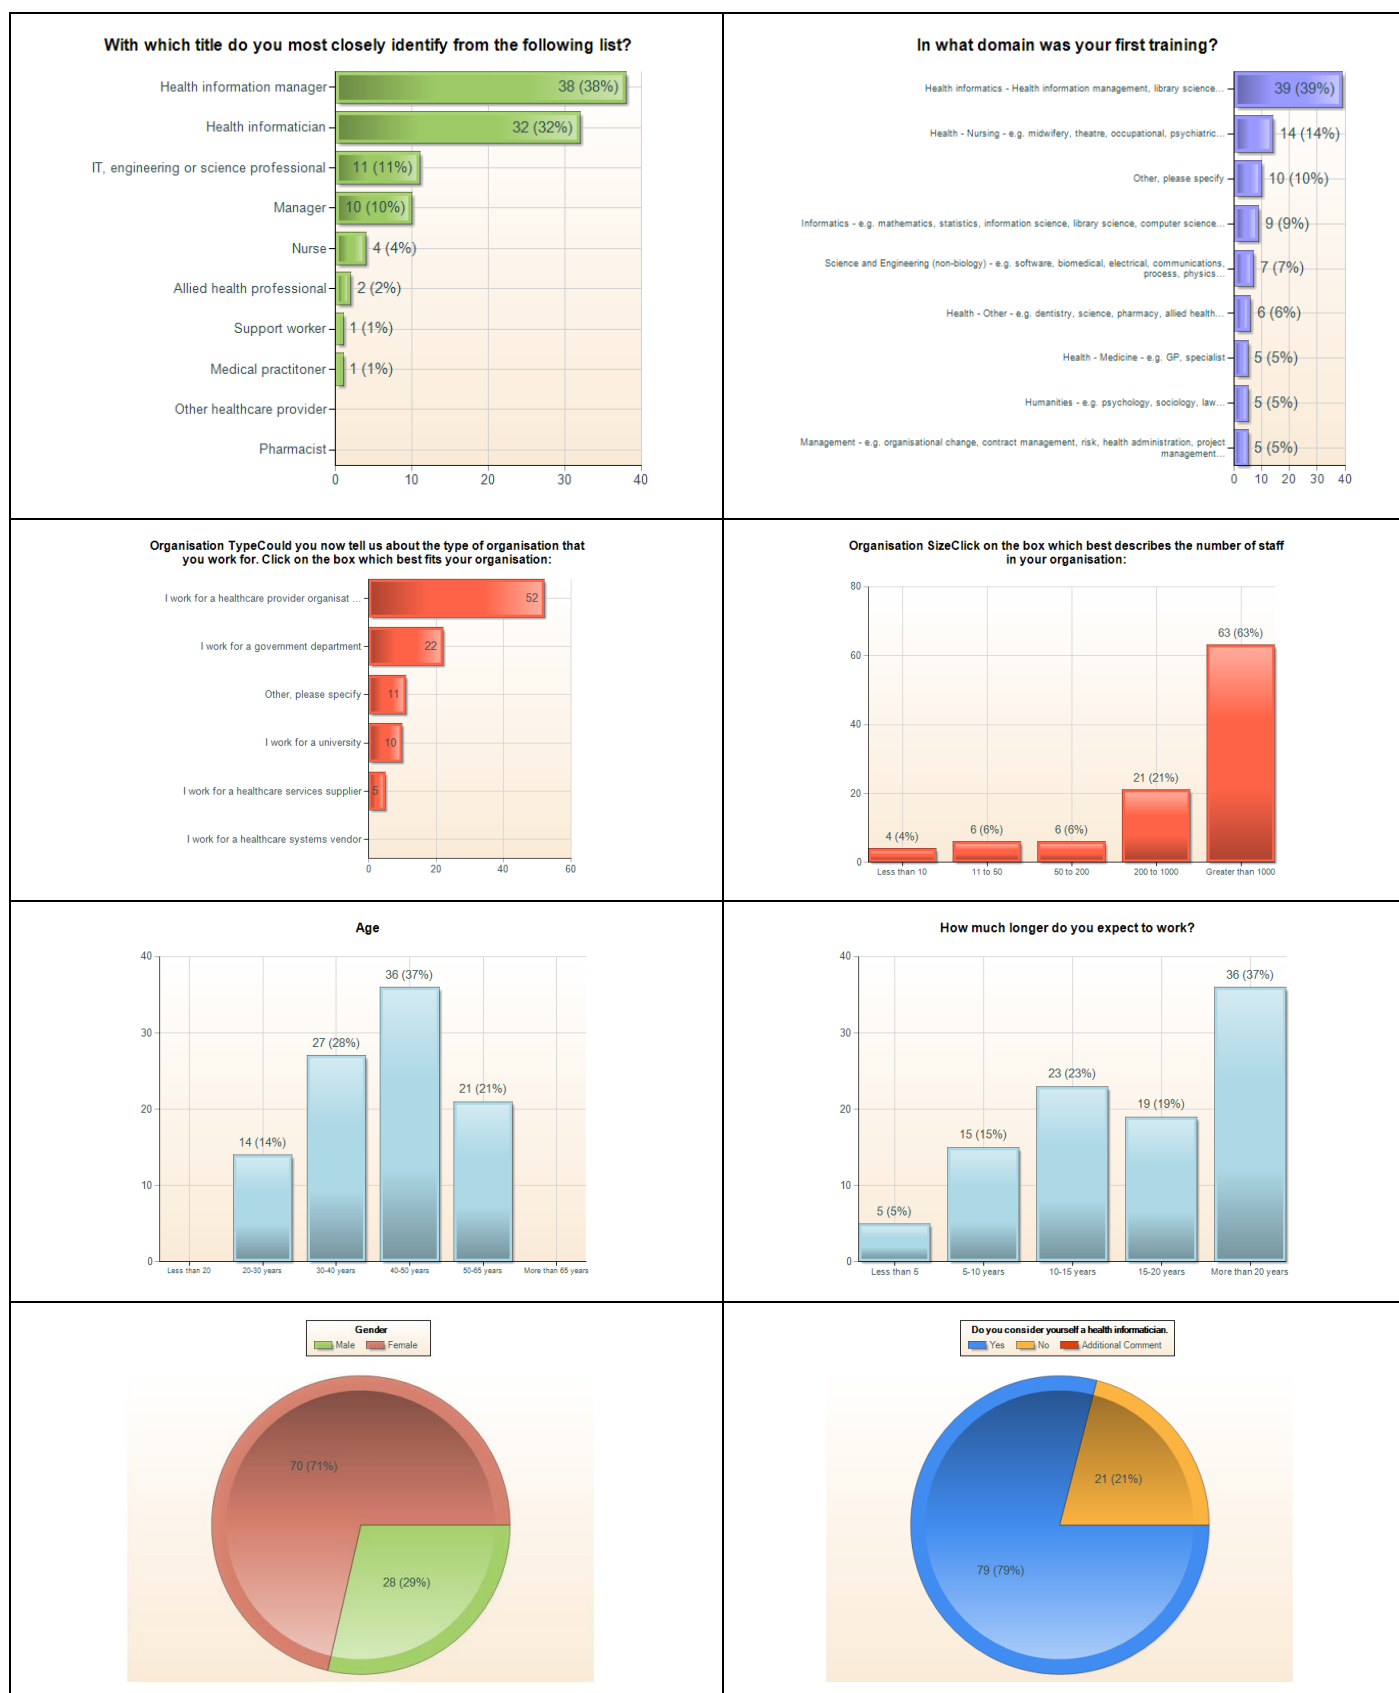 With which title do you most closely identify from the following list?
Health information manager
38 (38%)
Health informatician
32 (32%)
IT, engineering or science professional
11 (11%)
Manager
10 (10%)
Nurse
4 (4%)
Allied health professional
2 (2%)
Support worker
1 (1%)
Medical practitoner
1 (1%)
Other healthcare provider
Pharmacist
0 10 20 30 40
In what domain was your first training?
Health informatics - Health information management, library science...
39 (39%)
Health - Nursing - e.g. midwifery, theatre, occupational, psychiatric...
14 (14%)
Other, please specify
10 (10%)
Informatics - e.g. mathematics, statistics, information science, library science, computer science...
9 (9%)
Science and Engineering (non-biology) - e.g. software, biomedical, electrical, communications,
process, physics...
7 (7%)
Health - Other - e.g. dentistry, science, pharmacy, allied health...
6 (6%)
Health - Medicine - e.g. GP, specialist
5 (5%)
Humanities - e.g. psychology, sociology, law...
5 (5%)
Management - e.g. organisational change, contract management, risk, health administration, project
management...
5 (5%)
0 10 20 30 40
Organisation TypeCould you now tell us about the type of organisation that
you work for. Click on the box which best fits your organisation:
I work for a healthcare provider organisat ...
52
I work for a government department
22
Other, please specify
11
I work for a university
10
I work for a healthcare services supplier
5
I work for a healthcare systems vendor
0 20 40 60
Organisation SizeClick on the box which best describes the number of staff
in your organisation:
80
60
40
20
0
4 (4%)
6 (6%)
6 (6%)
21 (21%)
63 (63%)
Less than 10
11 to 50
50 to 200
200 to 1000
Greater than 1000
Age
40
30
20
10
0
14 (14%)
27 (28%)
36 (37%)
21 (21%)
Less than 20
20-30 years
30-40 years
40-50 years
50-65 years
More than 65 years
How much longer do you expect to work?
40
30
20
10
0
5 (5%)
15 (15%)
23 (23%)
19 (19%)
36 (37%)
Less than 5
5-10 years
10-15 years
15-20 years
More than 20 years
Gender
Male Female
70 (71%)
28 (29%)
Do you consider yourself a health informatician.
Yes No Additional Comment
21 (21%)
79 (79%)